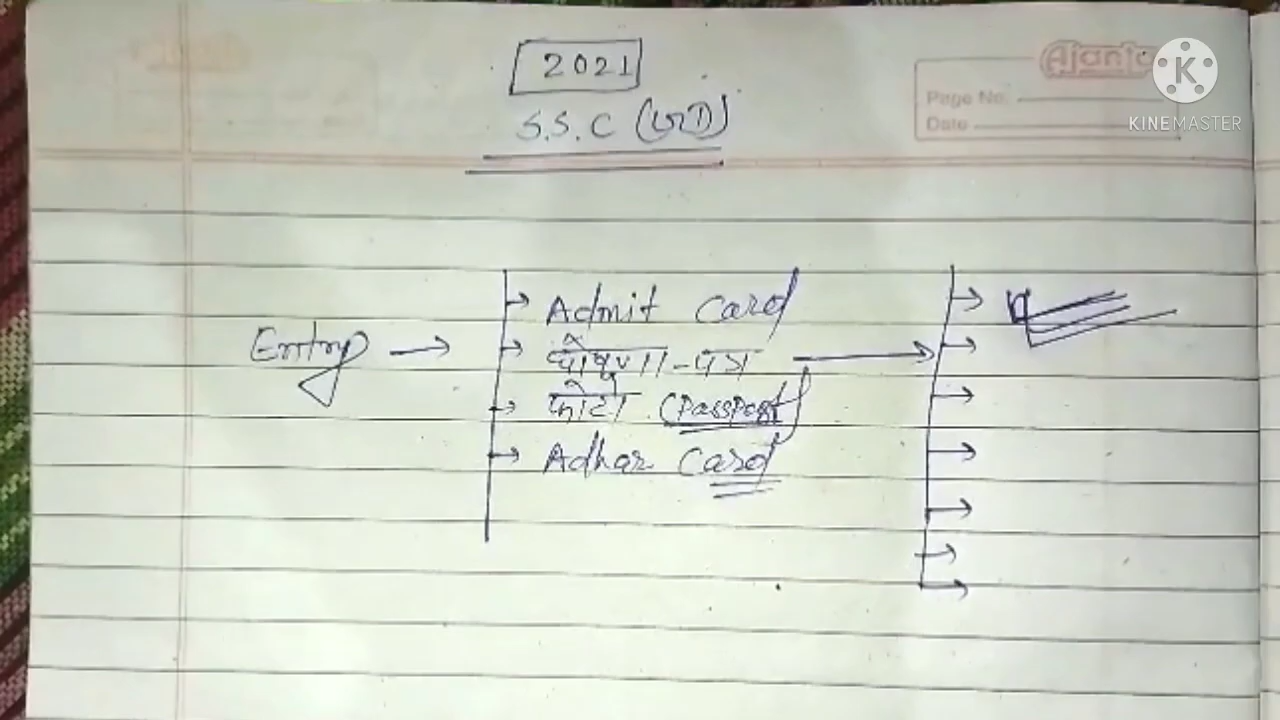 2021
S.S.C (GD)
Ajanta
Page No.
Date
KINEMASTER
Entry
Admit Card
घोषणा-पत्र
फोटो (Passport)
Adhar Card